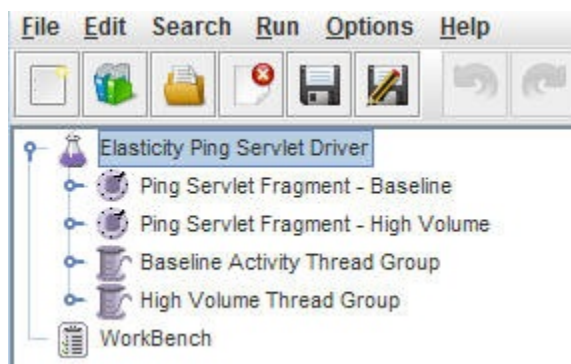 File Edit Search Run Options Help
Elasticity Ping Servlet Driver
Ping Servlet Fragment - Baseline
Ping Servlet Fragment - High Volume
Baseline Activity Thread Group
High Volume Thread Group
WorkBench